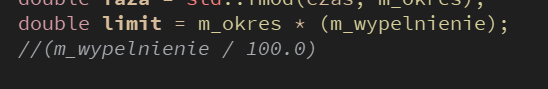 double faza = std::fmod(czas, m_okres);
double limit = m_okres * (m_wypelnienie);
//(m_wypelnienie / 100.0)